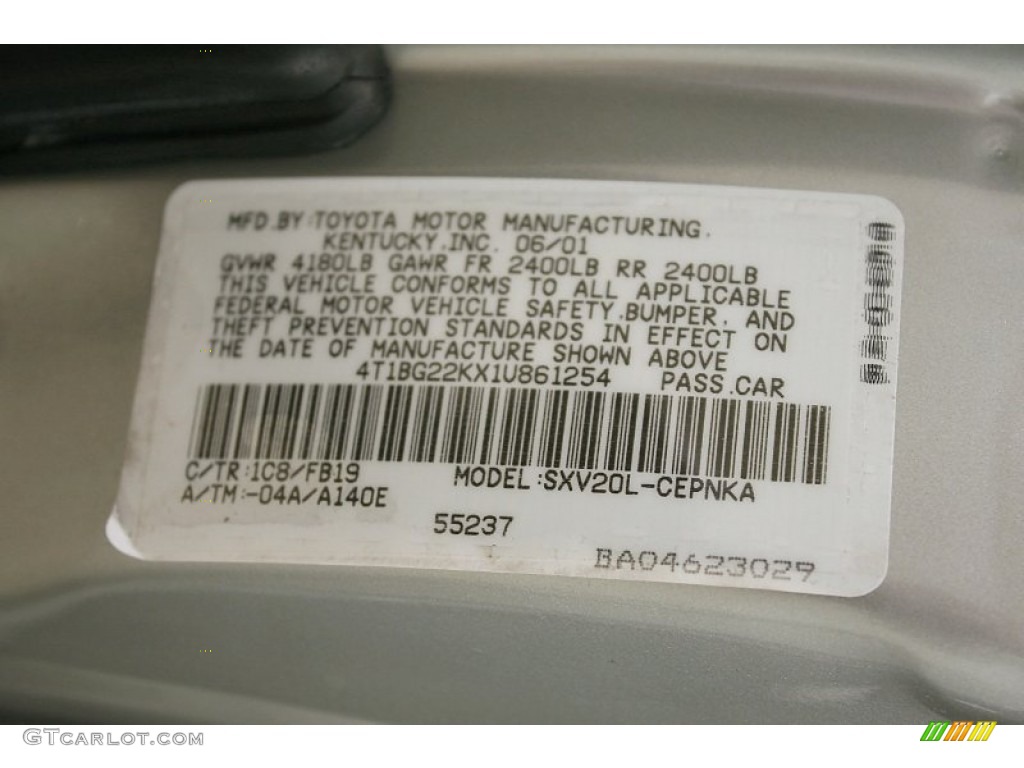 MFD.BY:TOYOTA MOTOR MANUFACTURING.
KENTUCKY.INC. 06/01
GVWR 4180LB GAWR FR 2400LB RR 2400LB
THIS VEHICLE CONFORMS TO ALL APPLICABLE
FEDERAL MOTOR VEHICLE SAFETY.BUMPER, AND
THEFT PREVENTION STANDARDS IN EFFECT ON
THE DATE OF MANUFACTURE SHOWN ABOVE
4T1BG22KX1U861254 PASS.CAR
C/TR:1C8/FB19 MODEL:SXV20L-CEPNKA
A/TM:-04A/A140E
55237
BA04623029
GTCARLOT.COM